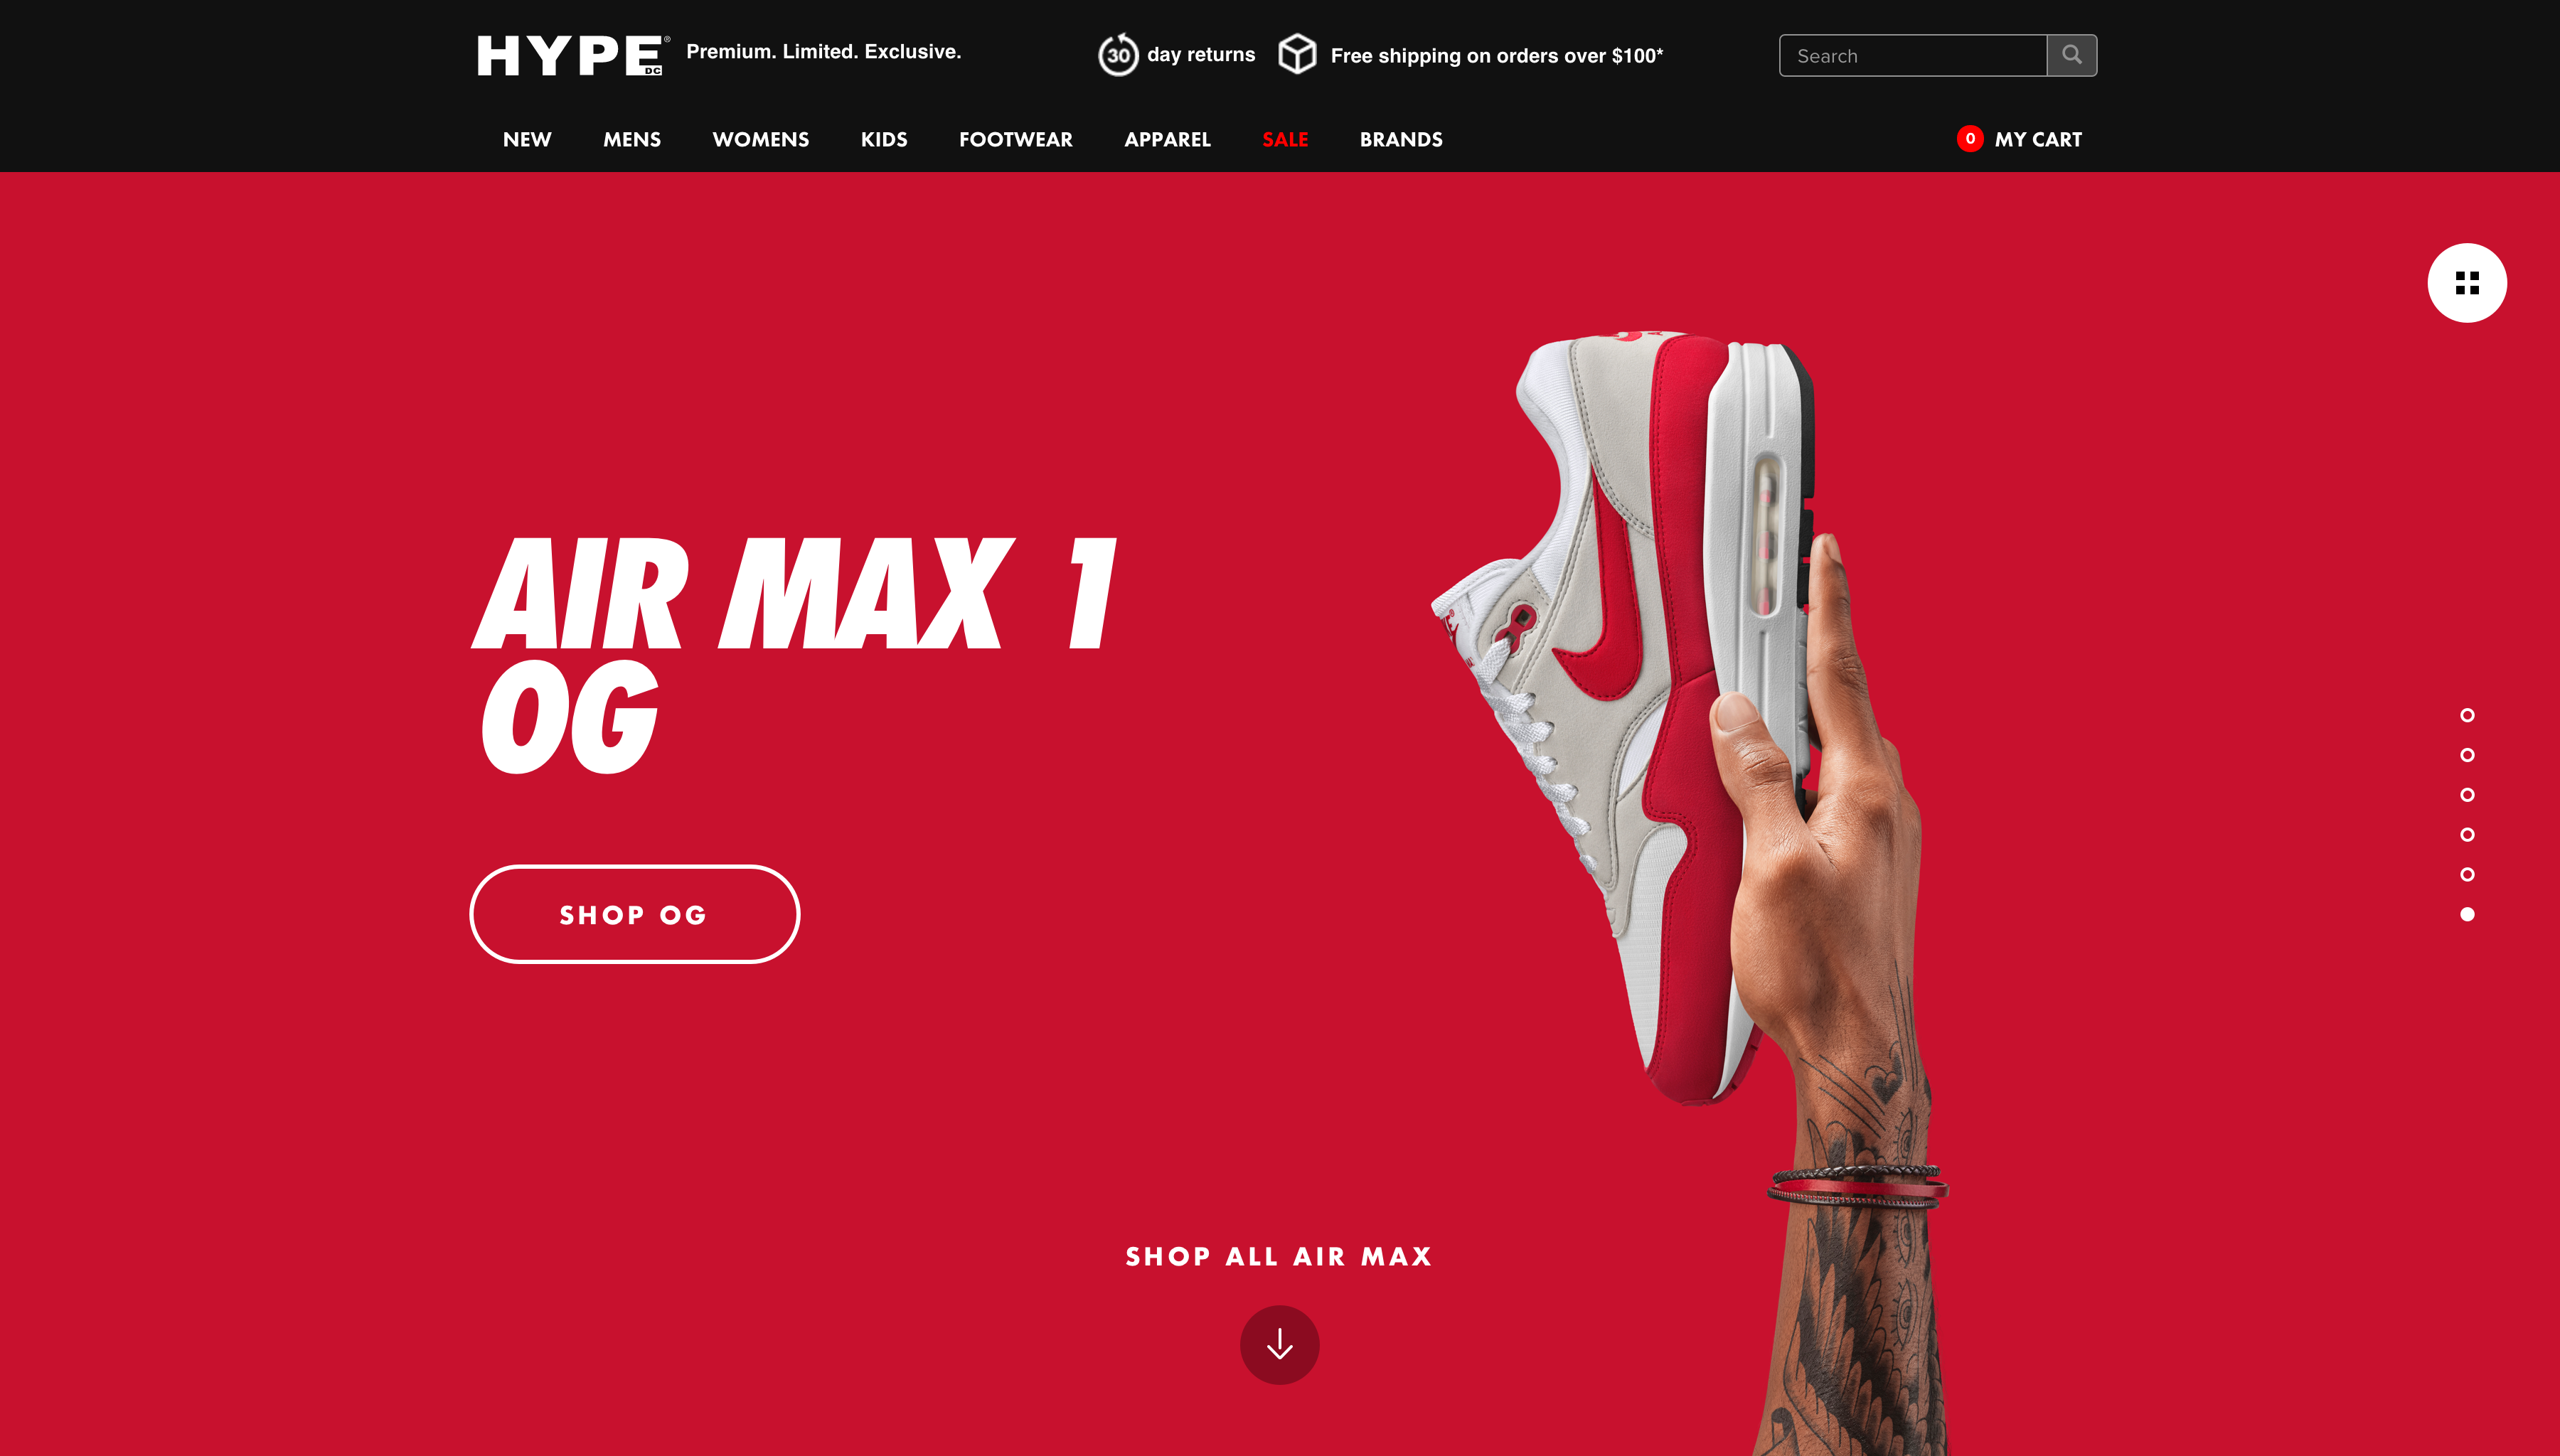 HYPE® DC
Premium. Limited. Exclusive.
30 day returns
Free shipping on orders over $100*
Search
NEW MENS WOMENS KIDS FOOTWEAR APPAREL SALE BRANDS
0 MY CART
AIR MAX 1
OG
SHOP OG
SHOP ALL AIR MAX